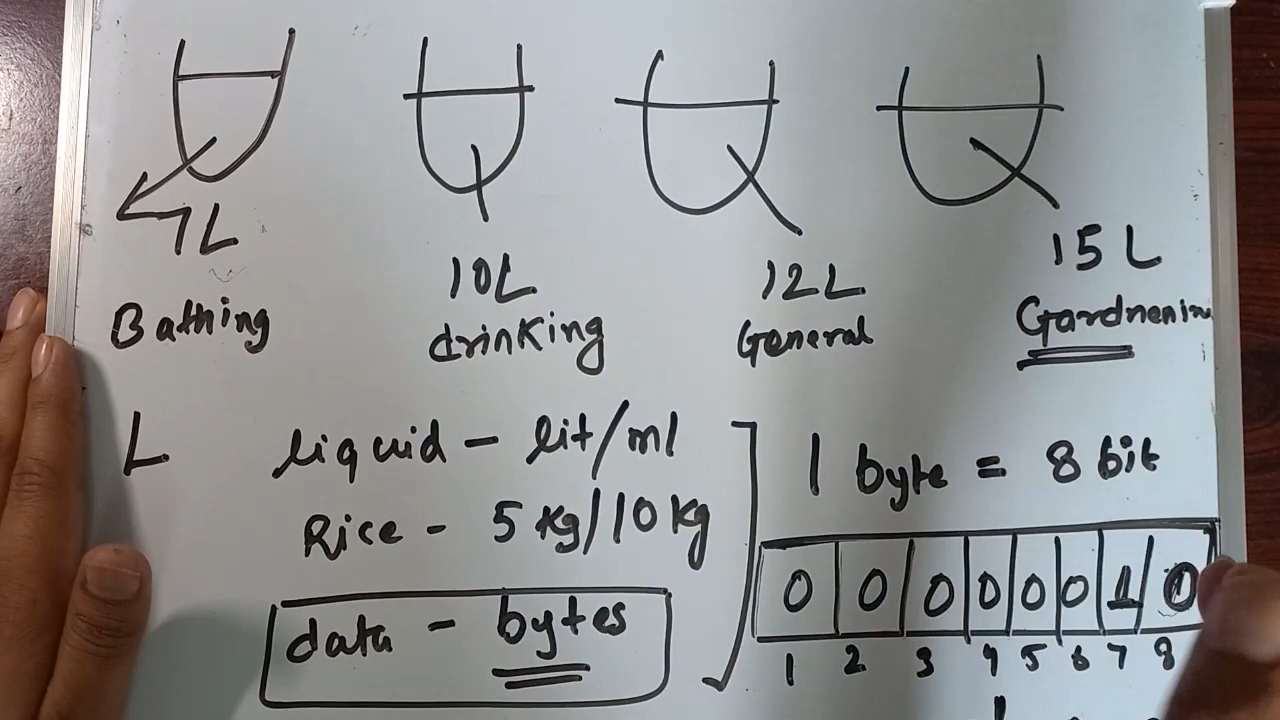 7L
10L
12L
15L
Bathing
drinking
General
Gardnenin
L
liquid - lit/ml
Rice - 5 kg/10 kg
data - bytes
1 byte = 8 bit
0 0 0 0 0 0 1 0
1 2 3 4 5 6 7 8